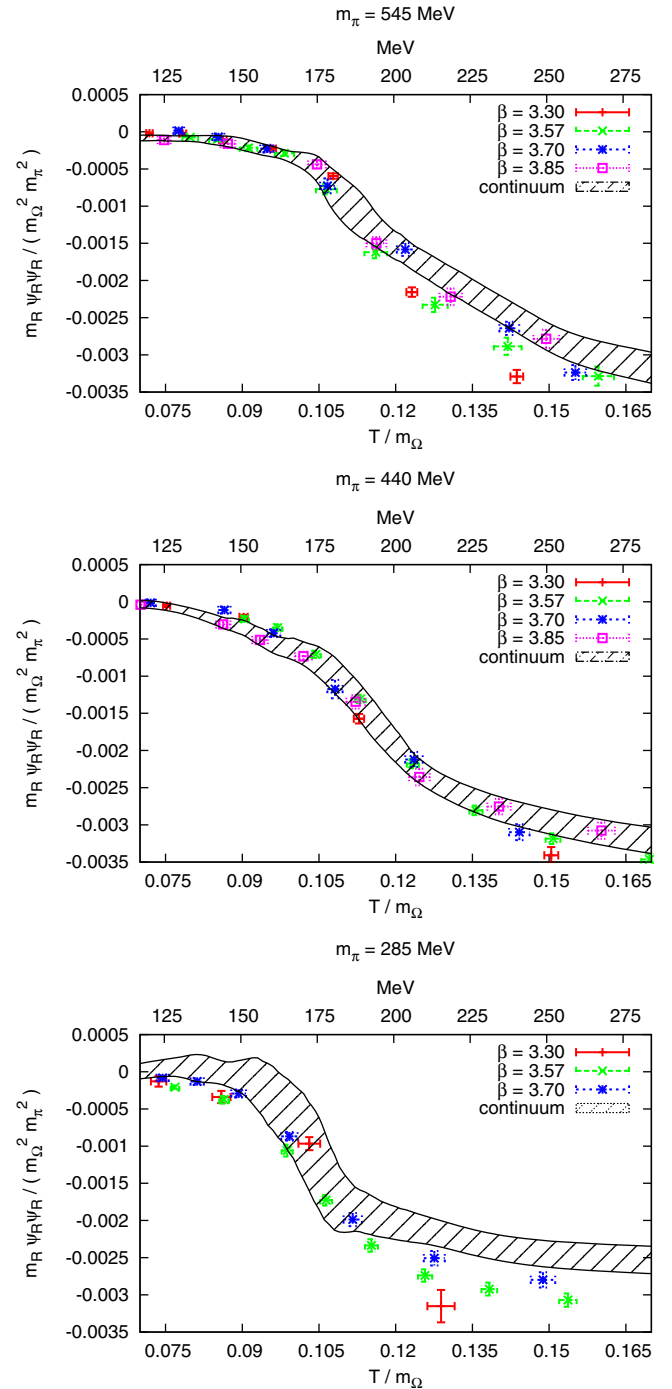 m_π = 545 MeV
MeV
125 150 175 200 225 250 275
0.0005
0
-0.0005
-0.001
-0.0015
-0.002
-0.0025
-0.003
-0.0035
m_R ψ_Rψ_R / ( m_Ω^2 m_π^2 )
β = 3.30
β = 3.57
β = 3.70
β = 3.85
continuum
0.075 0.09 0.105 0.12 0.135 0.15 0.165
T / m_Ω
m_π = 440 MeV
MeV
125 150 175 200 225 250 275
0.0005
0
-0.0005
-0.001
-0.0015
-0.002
-0.0025
-0.003
-0.0035
m_R ψ_Rψ_R / ( m_Ω^2 m_π^2 )
β = 3.30
β = 3.57
β = 3.70
β = 3.85
continuum
0.075 0.09 0.105 0.12 0.135 0.15 0.165
T / m_Ω
m_π = 285 MeV
MeV
125 150 175 200 225 250 275
0.0005
0
-0.0005
-0.001
-0.0015
-0.002
-0.0025
-0.003
-0.0035
m_R ψ_Rψ_R / ( m_Ω^2 m_π^2 )
β = 3.30
β = 3.57
β = 3.70
continuum
0.075 0.09 0.105 0.12 0.135 0.15 0.165
T / m_Ω